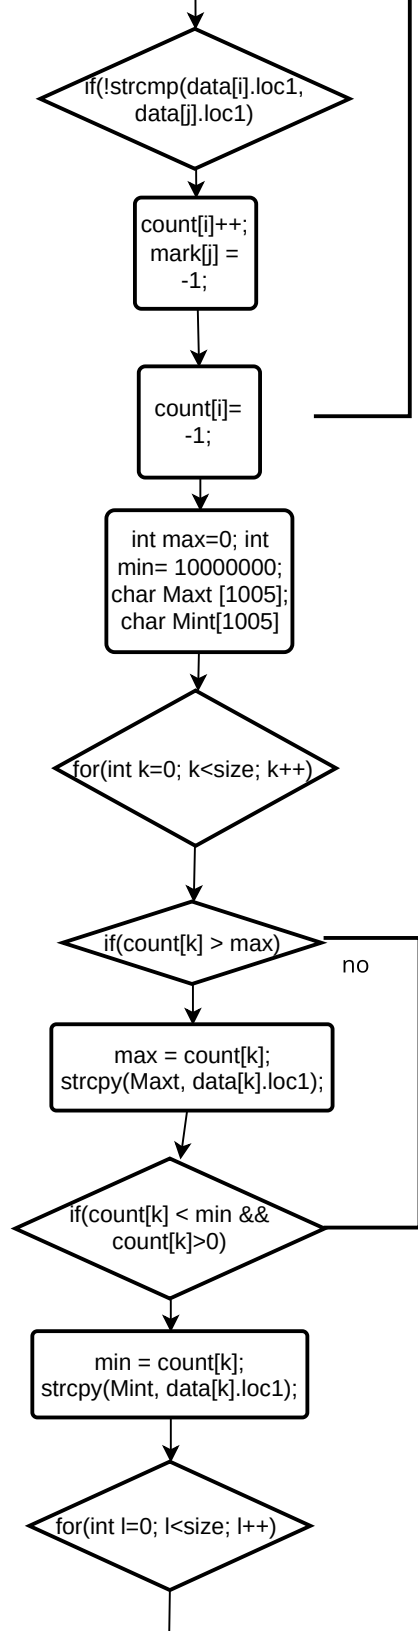 if(!strcmp(data[i].loc1,
data[j].loc1)
count[i]++;
mark[j] =
-1;
count[i]=
-1;
int max=0; int
min= 10000000;
char Maxt [1005];
char Mint[1005]
for(int k=0; k<size; k++)
if(count[k] > max)
no
max = count[k];
strcpy(Maxt, data[k].loc1);
if(count[k] < min &&
count[k]>0)
min = count[k];
strcpy(Mint, data[k].loc1);
for(int l=0; l<size; l++)